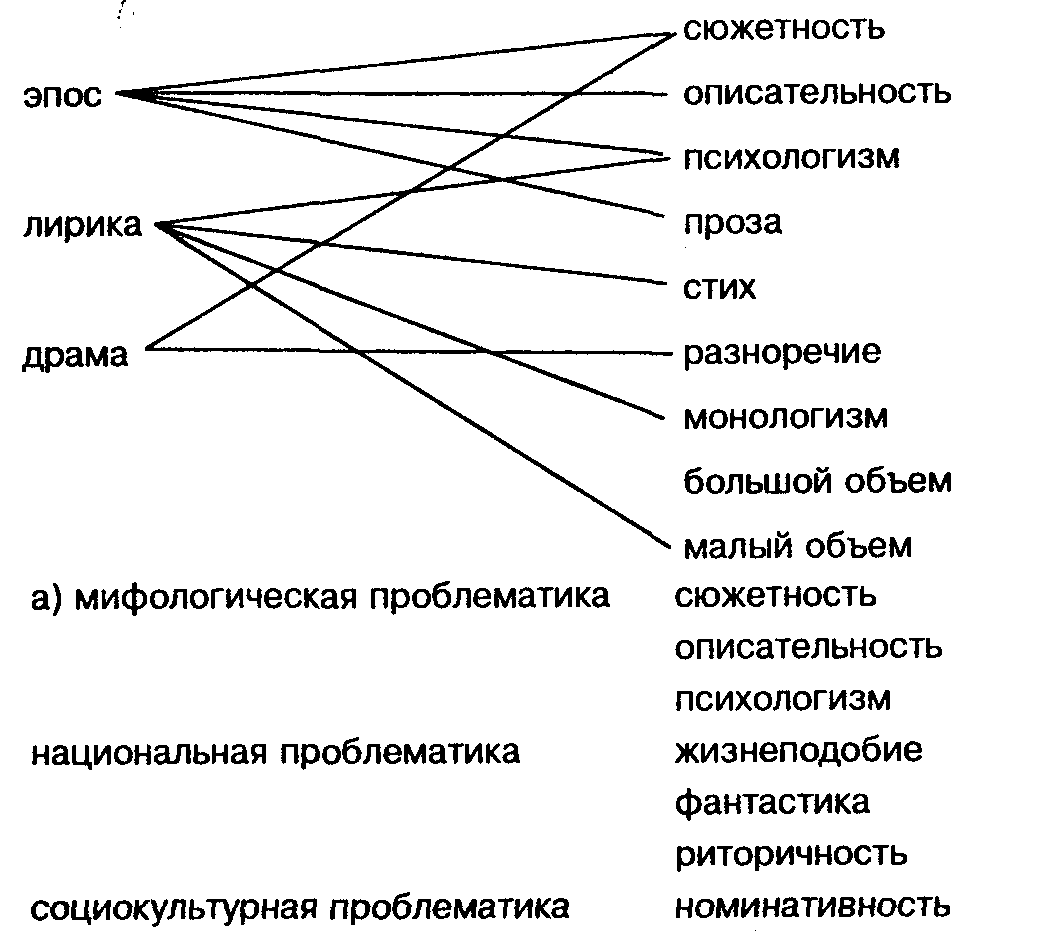 сюжетность
эпос описательность
психологизм
проза
лирика
стих
драма разноречие
монологизм
большой объем
малый объем
а) мифологическая проблематика сюжетность
описательность
психологизм
национальная проблематика жизнеподобие
фантастика
риторичность
социокультурная проблематика номинативность